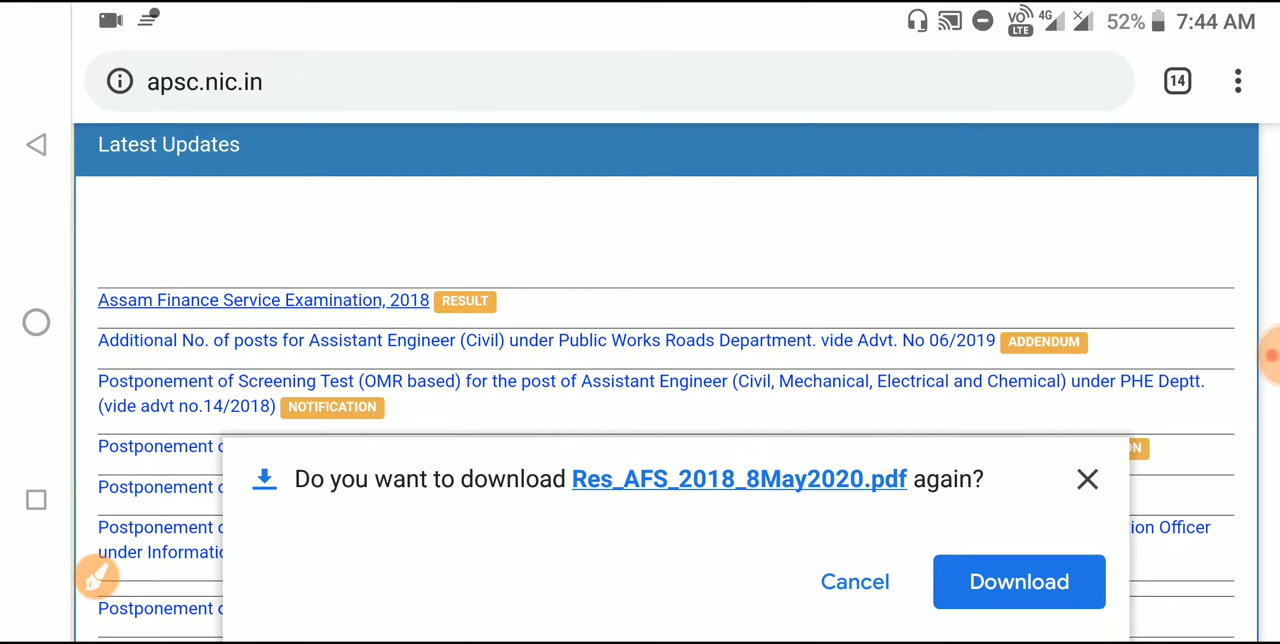 VO LTE 4G 52% 7:44 AM
apsc.nic.in 14
Latest Updates
Assam Finance Service Examination, 2018 RESULT
Additional No. of posts for Assistant Engineer (Civil) under Public Works Roads Department. vide Advt. No 06/2019 ADDENDUM
Postponement of Screening Test (OMR based) for the post of Assistant Engineer (Civil, Mechanical, Electrical and Chemical) under PHE Deptt.
(vide advt no.14/2018) NOTIFICATION
Postponement
Postponement
Postponement ion Officer
under
Postponement
Do you want to download Res_AFS_2018_8May2020.pdf again?
Cancel Download